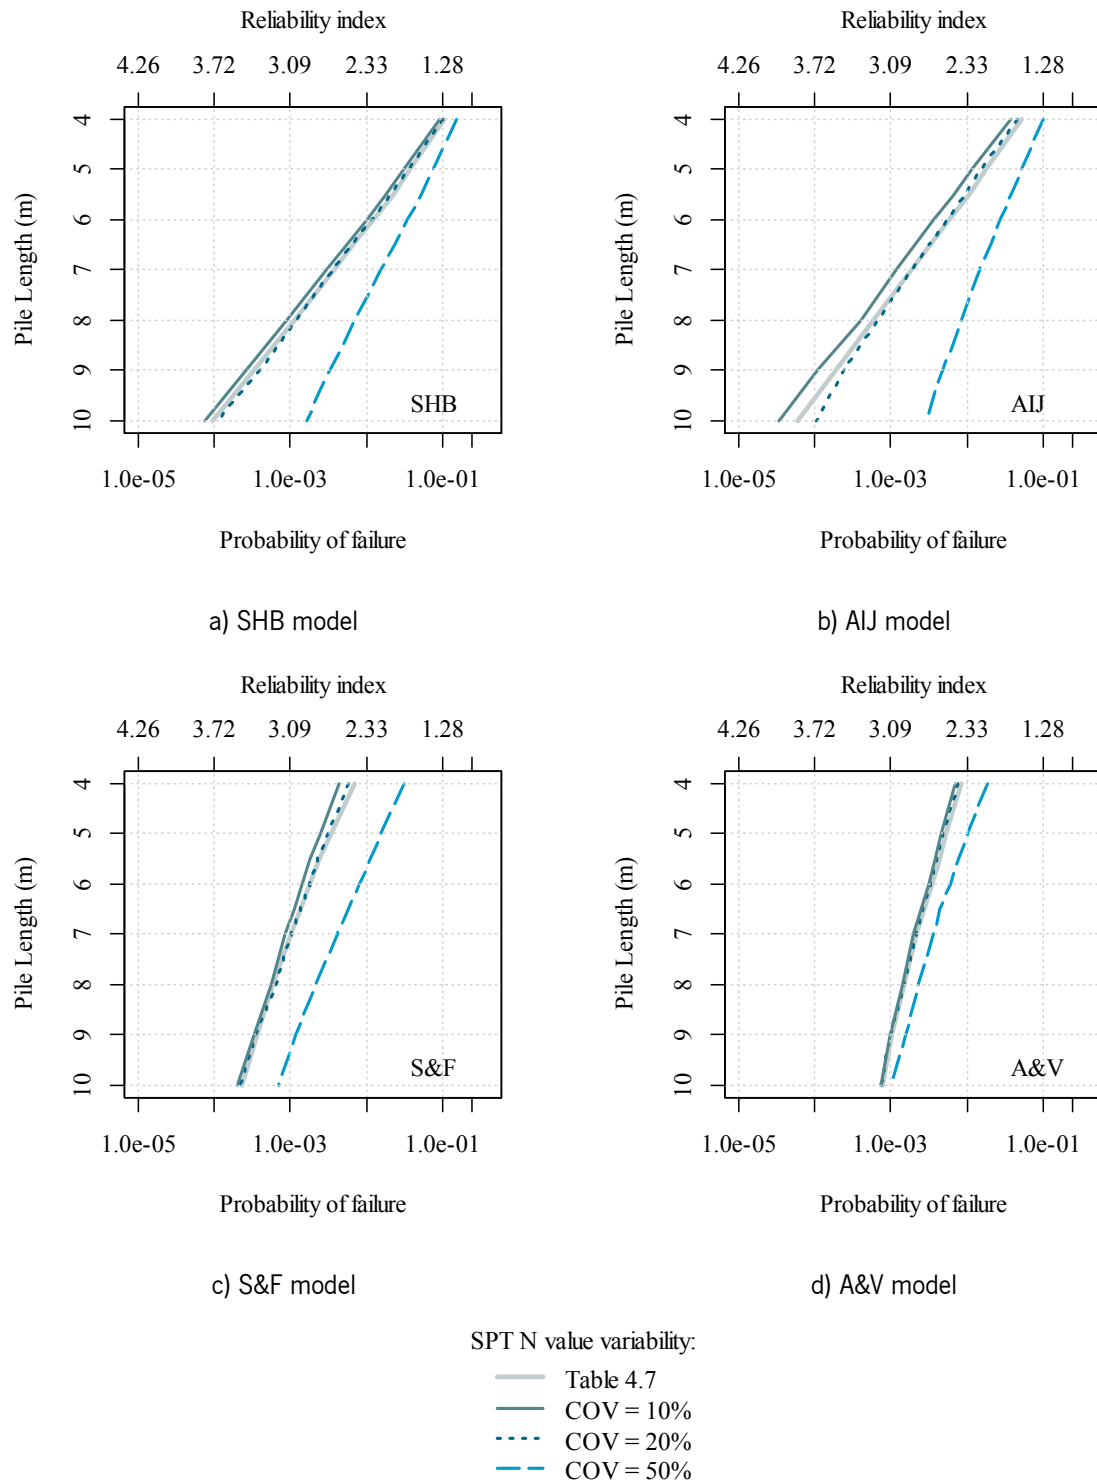 Reliability index
4.26 3.72 3.09 2.33 1.28
Pile Length (m)
4
5
6
7
8
9
10
SHB
1.0e-05 1.0e-03 1.0e-01
Probability of failure
a) SHB model
Reliability index
4.26 3.72 3.09 2.33 1.28
Pile Length (m)
4
5
6
7
8
9
10
AIJ
1.0e-05 1.0e-03 1.0e-01
Probability of failure
b) AIJ model
Reliability index
4.26 3.72 3.09 2.33 1.28
Pile Length (m)
4
5
6
7
8
9
10
S&F
1.0e-05 1.0e-03 1.0e-01
Probability of failure
c) S&F model
Reliability index
4.26 3.72 3.09 2.33 1.28
Pile Length (m)
4
5
6
7
8
9
10
A&V
1.0e-05 1.0e-03 1.0e-01
Probability of failure
d) A&V model
SPT N value variability:
Table 4.7
COV = 10%
COV = 20%
COV = 50%